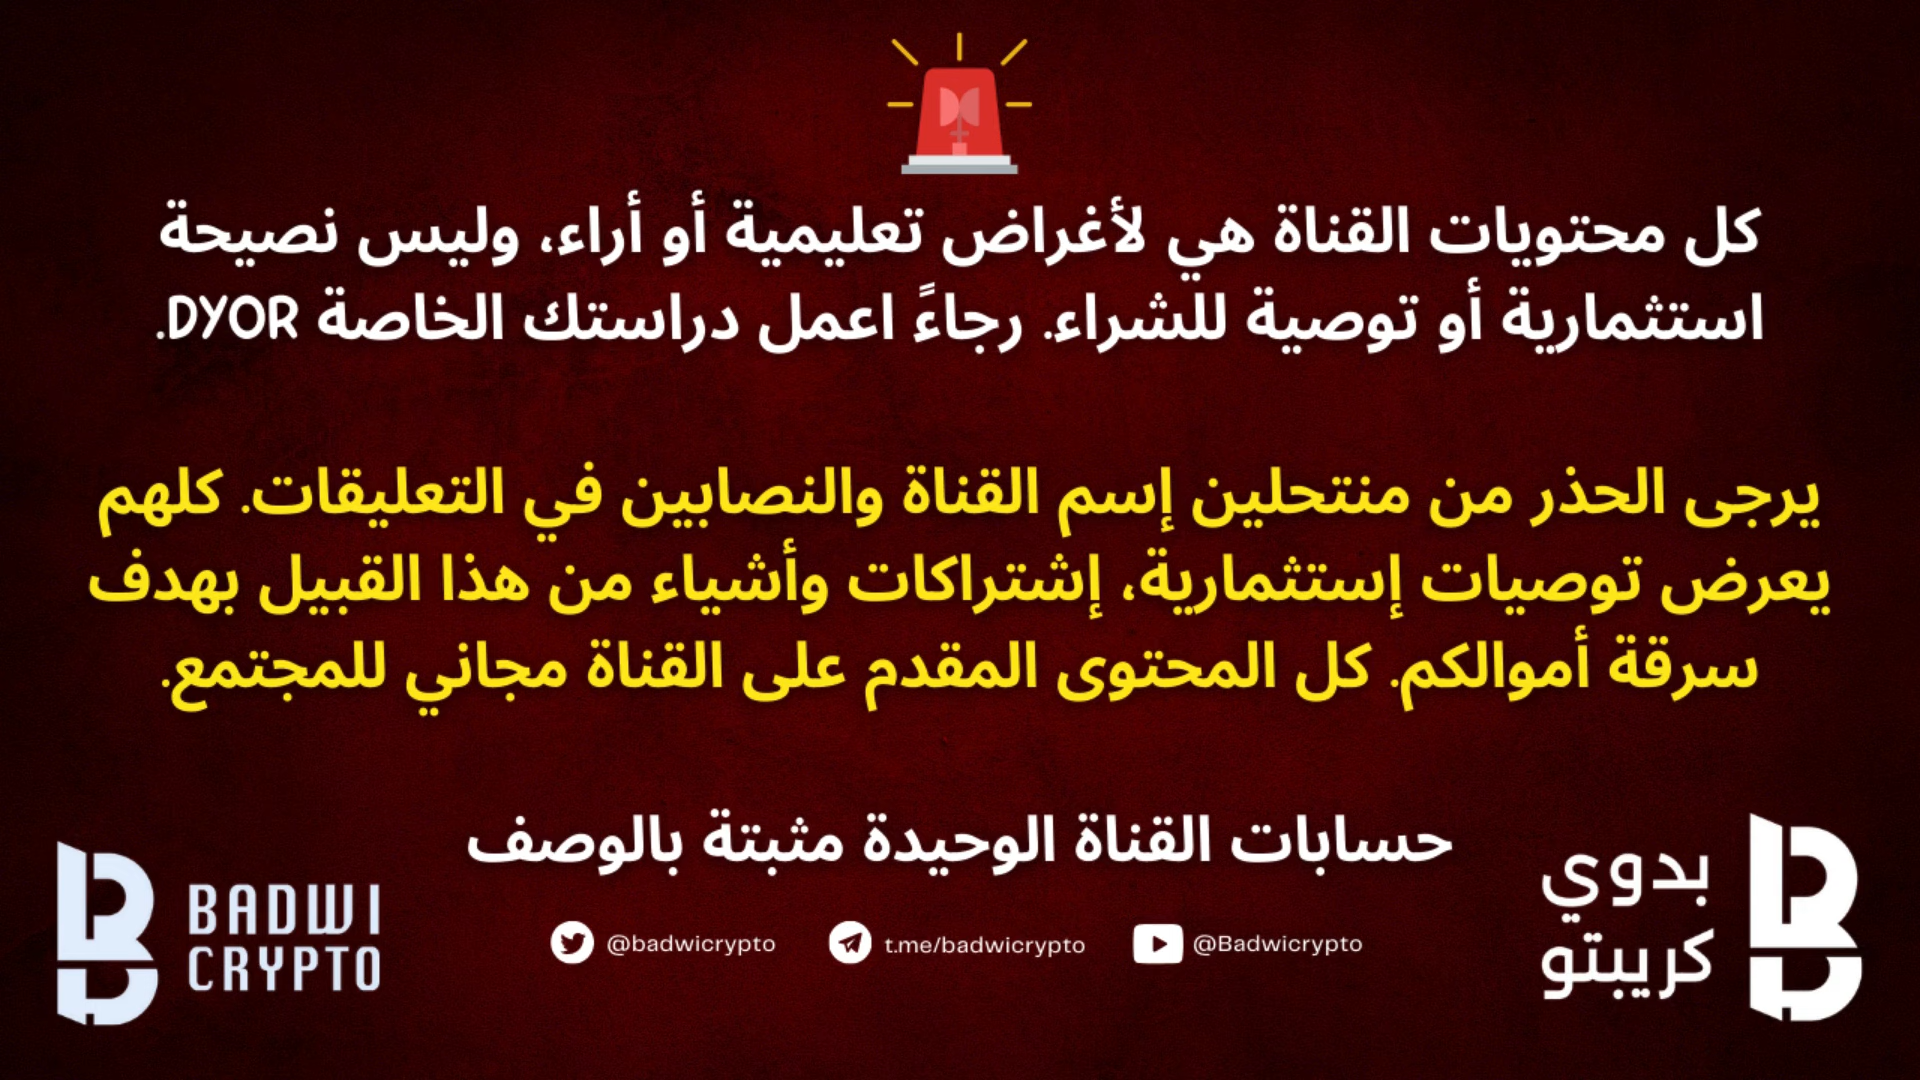 كل محتويات القناة هي لأغراض تعليمية أو أراء، وليس نصيحة
استثمارية أو توصية للشراء. رجاءً اعمل دراستك الخاصة DYOR.
يرجى الحذر من منتحلين إسم القناة والنصابين في التعليقات. كلهم
يعرض توصيات إستثمارية، إشتراكات وأشياء من هذا القبيل بهدف
سرقة أموالكم. كل المحتوى المقدم على القناة مجاني للمجتمع.
حسابات القناة الوحيدة مثبتة بالوصف
@badwicrypto
t.me/badwicrypto
@Badwicrypto
BADWI
CRYPTO
بدوي
كريبتو